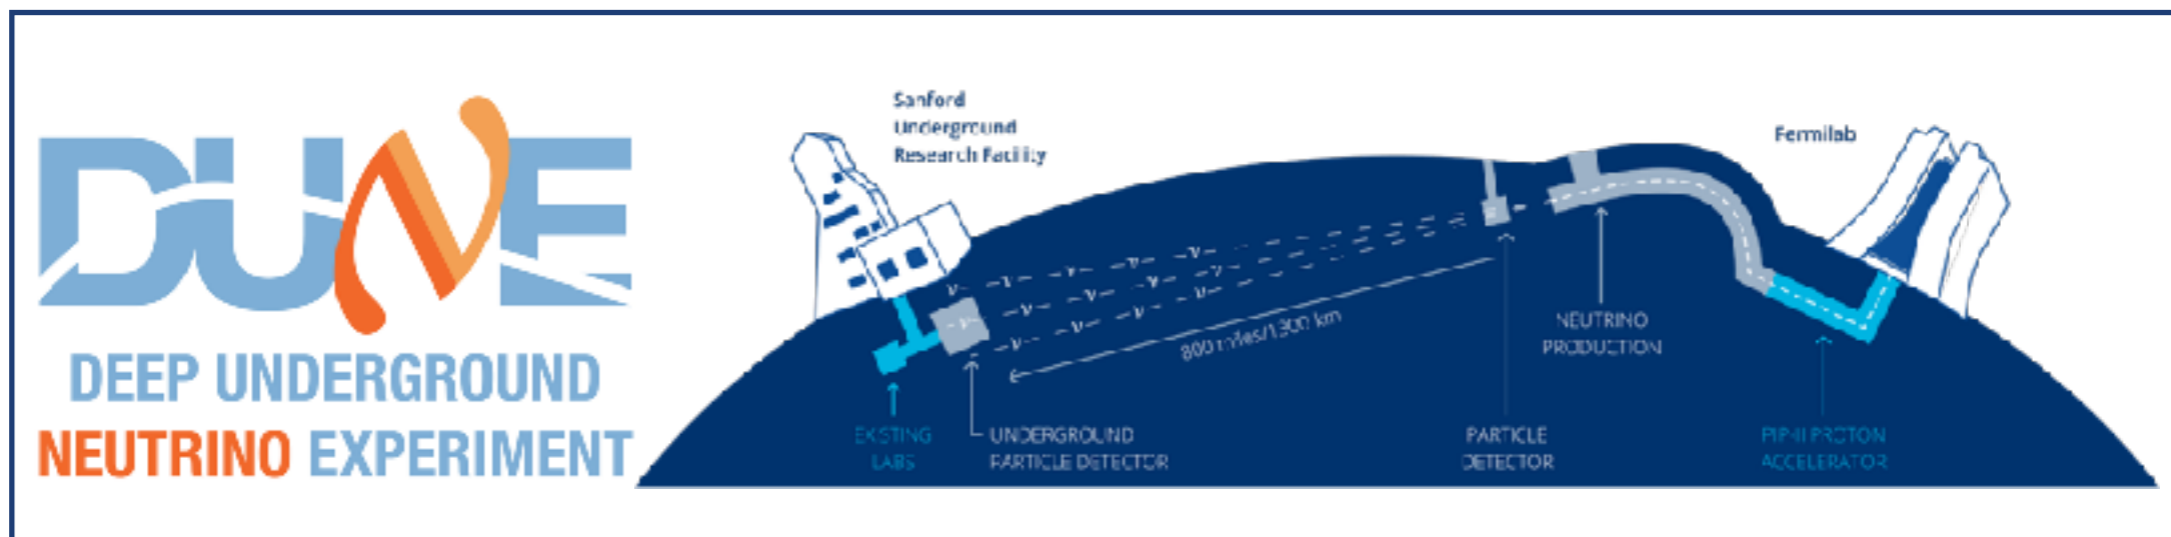 DUNE
DEEP UNDERGROUND
NEUTRINO EXPERIMENT
Sanford
Underground
Research Facility
Fermilab
800 miles/1300 km
NEUTRINO
PRODUCTION
EXISTING
LABS
UNDERGROUND
PARTICLE DETECTOR
PARTICLE
DETECTOR
PIP-II PROTON
ACCELERATOR